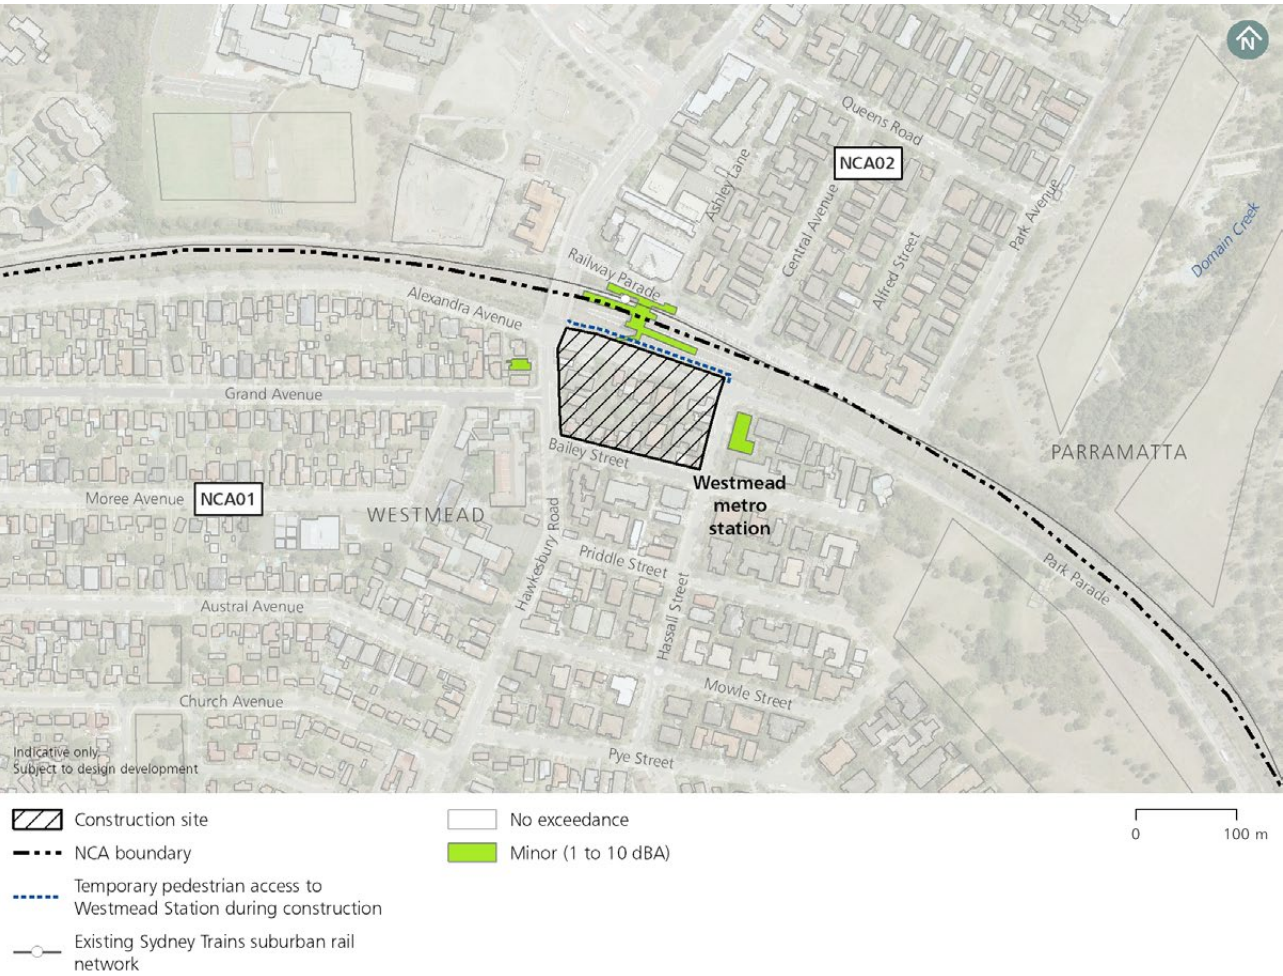 N
Queens Road
NCA02
Ashley Lane
Park Avenue
Central Avenue
Domain Creek
Alfred Street
Railway Parade
Alexandra Avenue
Grand Avenue
Bailey Street
PARRAMATTA
Westmead
metro
station
Moree Avenue
NCA01
WESTMEAD
Hawkesbury Road
Priddle Street
Park Parade
Austral Avenue
Hassall Street
Mowle Street
Church Avenue
Pye Street
Indicative only.
Subject to design development
Construction site
NCA boundary
Temporary pedestrian access to
Westmead Station during construction
Existing Sydney Trains suburban rail
network
No exceedance
Minor (1 to 10 dBA)
0 100 m